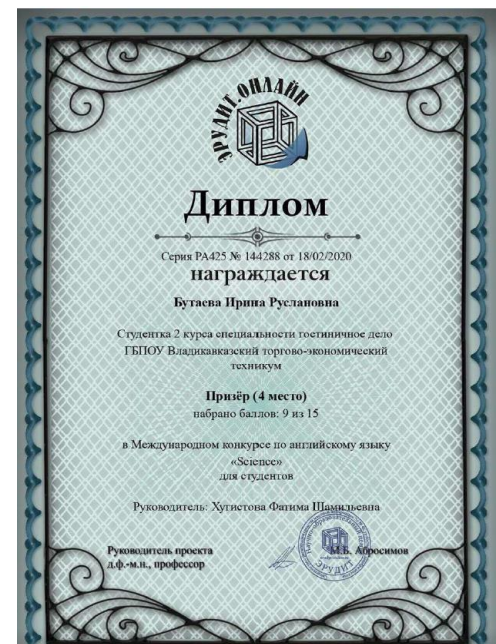 ЭРУДИТ.ОНЛАЙН
Диплом
Серия РА425 № 144288 от 18/02/2020
награждается
Бутаева Ирина Руслановна
Студентка 2 курса специальности гостиничное дело
ГБПОУ Владикавказский торгово-экономический
техникум
Призёр (4 место)
набрано баллов: 9 из 15
в Международном конкурсе по английскому языку
«Science»
для студентов
Руководитель: Хутистова Фатима Шамильевна
Руководитель проекта
д.ф.-м.н., профессор
М.Б. Абросимов
ЭРУДИТ